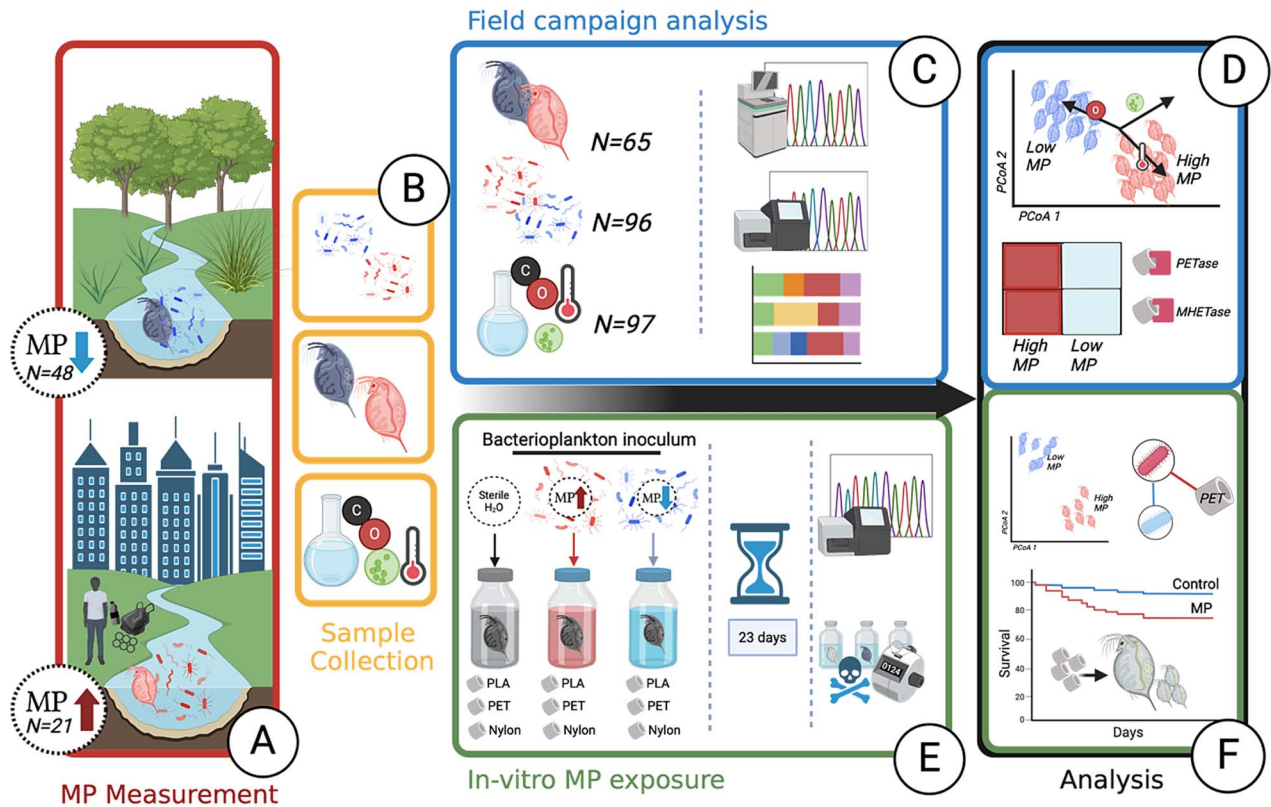 Field campaign analysis
MP
N=48
MP
N=21
A
MP Measurement
B
C
O
Sample
Collection
C
N=65
N=96
C
O
N=97
D
PCoA 2
O
Low
MP
High
MP
PCoA 1
PETase
MHETase
High
MP
Low
MP
Bacterioplankton inoculum
Sterile
H₂O
MP
MP
PLA
PET
Nylon
PLA
PET
Nylon
PLA
PET
Nylon
23 days
0124
E
In-vitro MP exposure
PCoA 2
Low
MP
High
MP
PCoA 1
PET
Survival
100
80
60
40
20
0
Control
MP
Days
F
Analysis